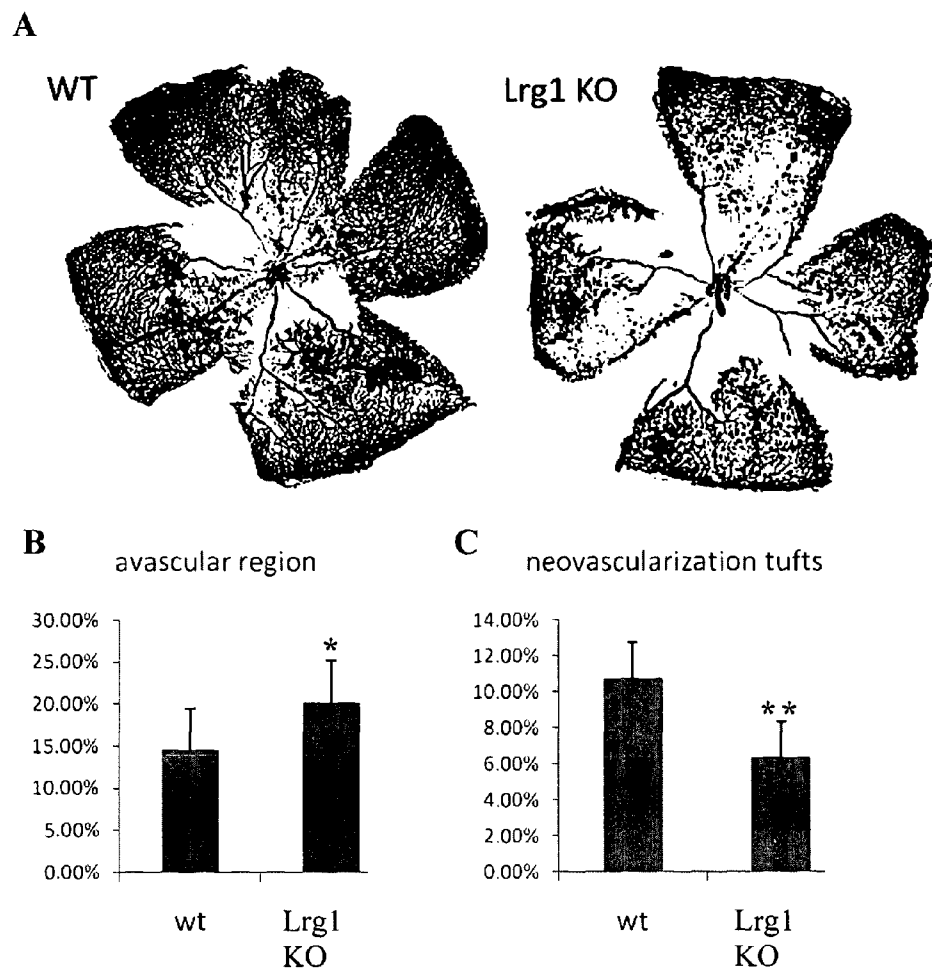 A
WT
Lrg1 KO
B
avascular region
30.00%
25.00%
20.00%
15.00%
10.00%
5.00%
0.00%
*
wt
Lrg1
KO
C
neovascularization tufts
14.00%
12.00%
10.00%
8.00%
6.00%
4.00%
2.00%
0.00%
**
wt
Lrg1
KO